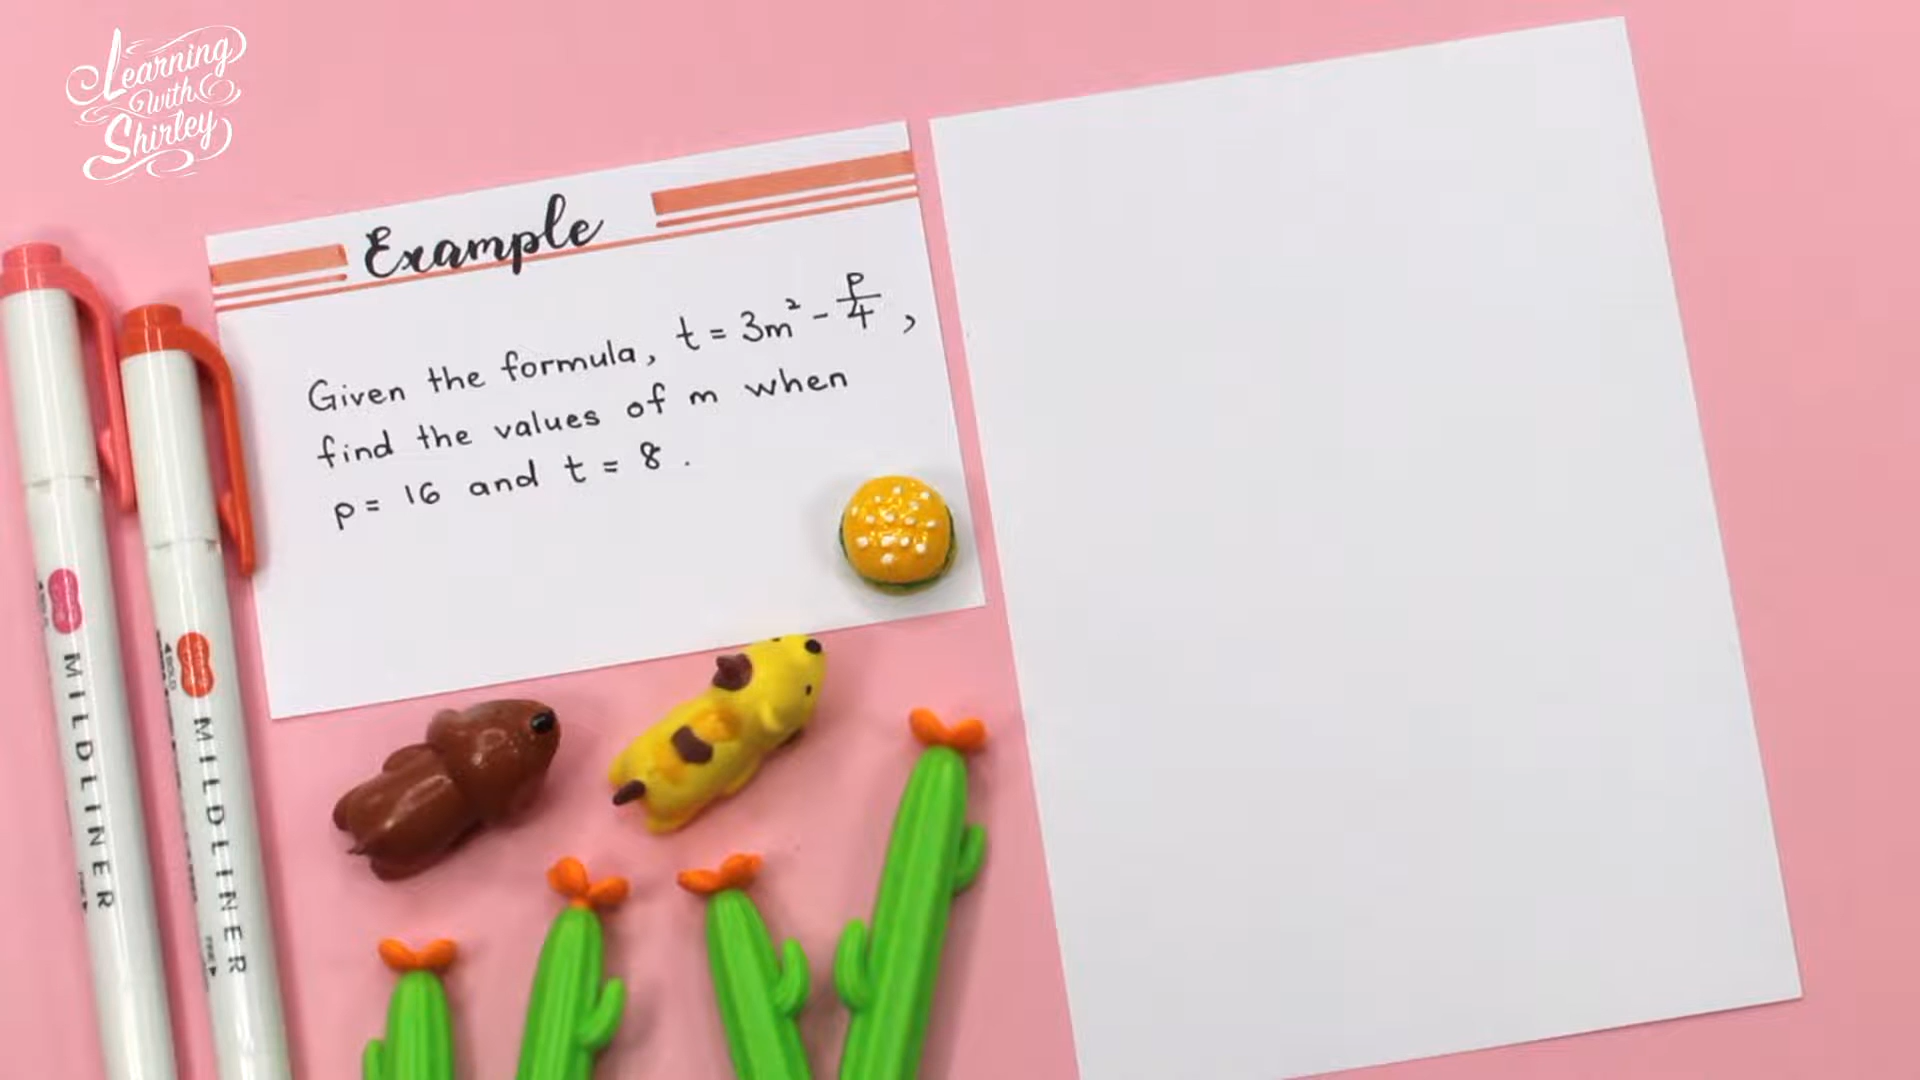 Learning
With
Shirley
Example
Given the formula, t = 3m² - p/4 ,
find the values of m when
p = 16 and t = 8 .
MILDLINER
MILDLINER